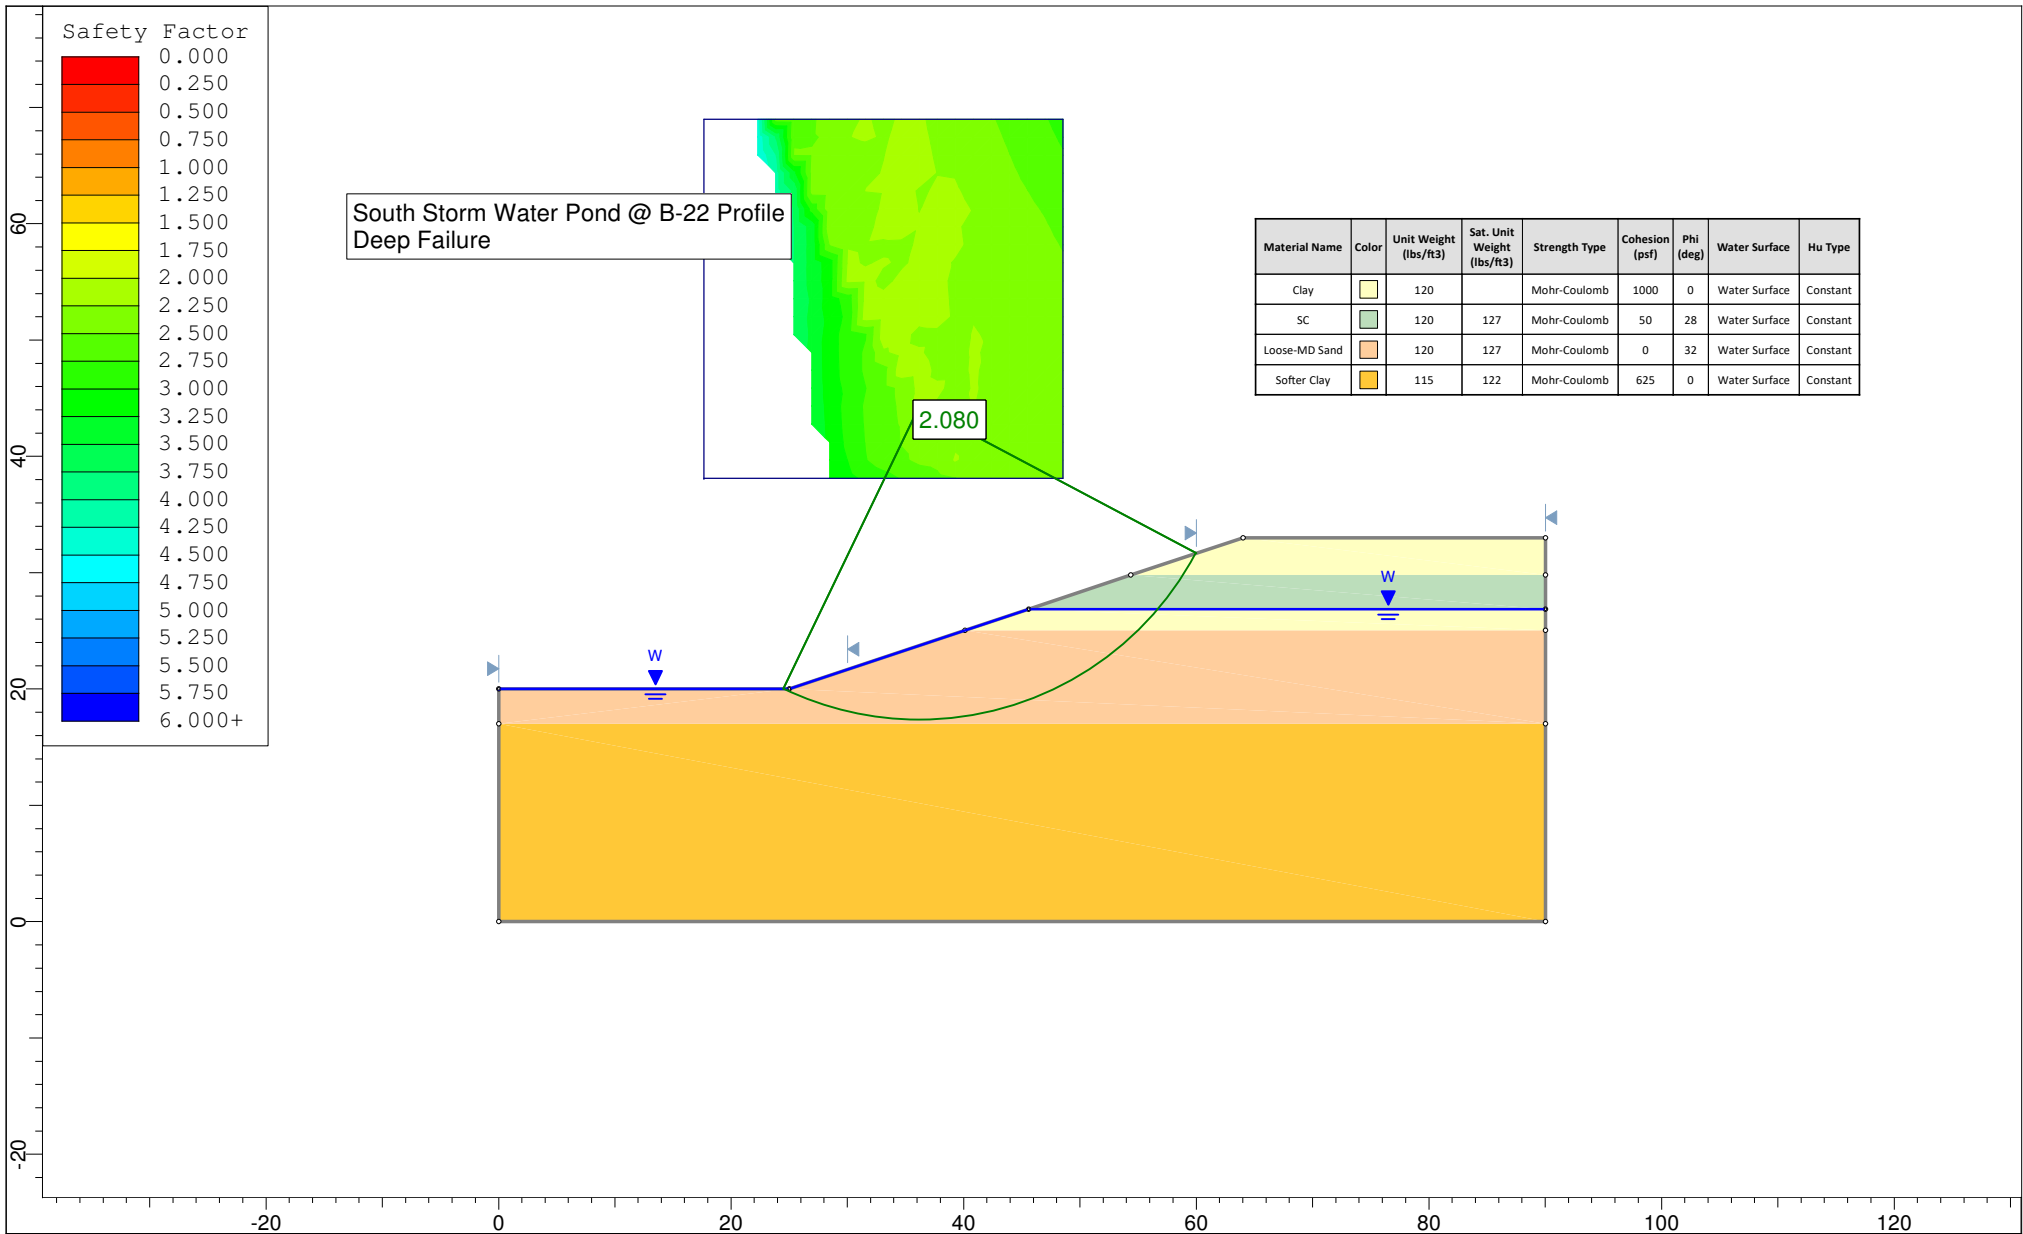 Safety Factor
0.000
0.250
0.500
0.750
1.000
1.250
1.500
1.750
2.000
2.250
2.500
2.750
3.000
3.250
3.500
3.750
4.000
4.250
4.500
4.750
5.000
5.250
5.500
5.750
6.000+
South Storm Water Pond @ B-22 Profile
Deep Failure
2.080
Material Name Color Unit Weight (lbs/ft3) Sat. Unit Weight (lbs/ft3) Strength Type Cohesion (psf) Phi (deg) Water Surface Hu Type
Clay 120 Mohr-Coulomb 1000 0 Water Surface Constant
SC 120 127 Mohr-Coulomb 50 28 Water Surface Constant
Loose-MD Sand 120 127 Mohr-Coulomb 0 32 Water Surface Constant
Softer Clay 115 122 Mohr-Coulomb 625 0 Water Surface Constant
W
W
60
40
20
0
-20
-20 0 20 40 60 80 100 120